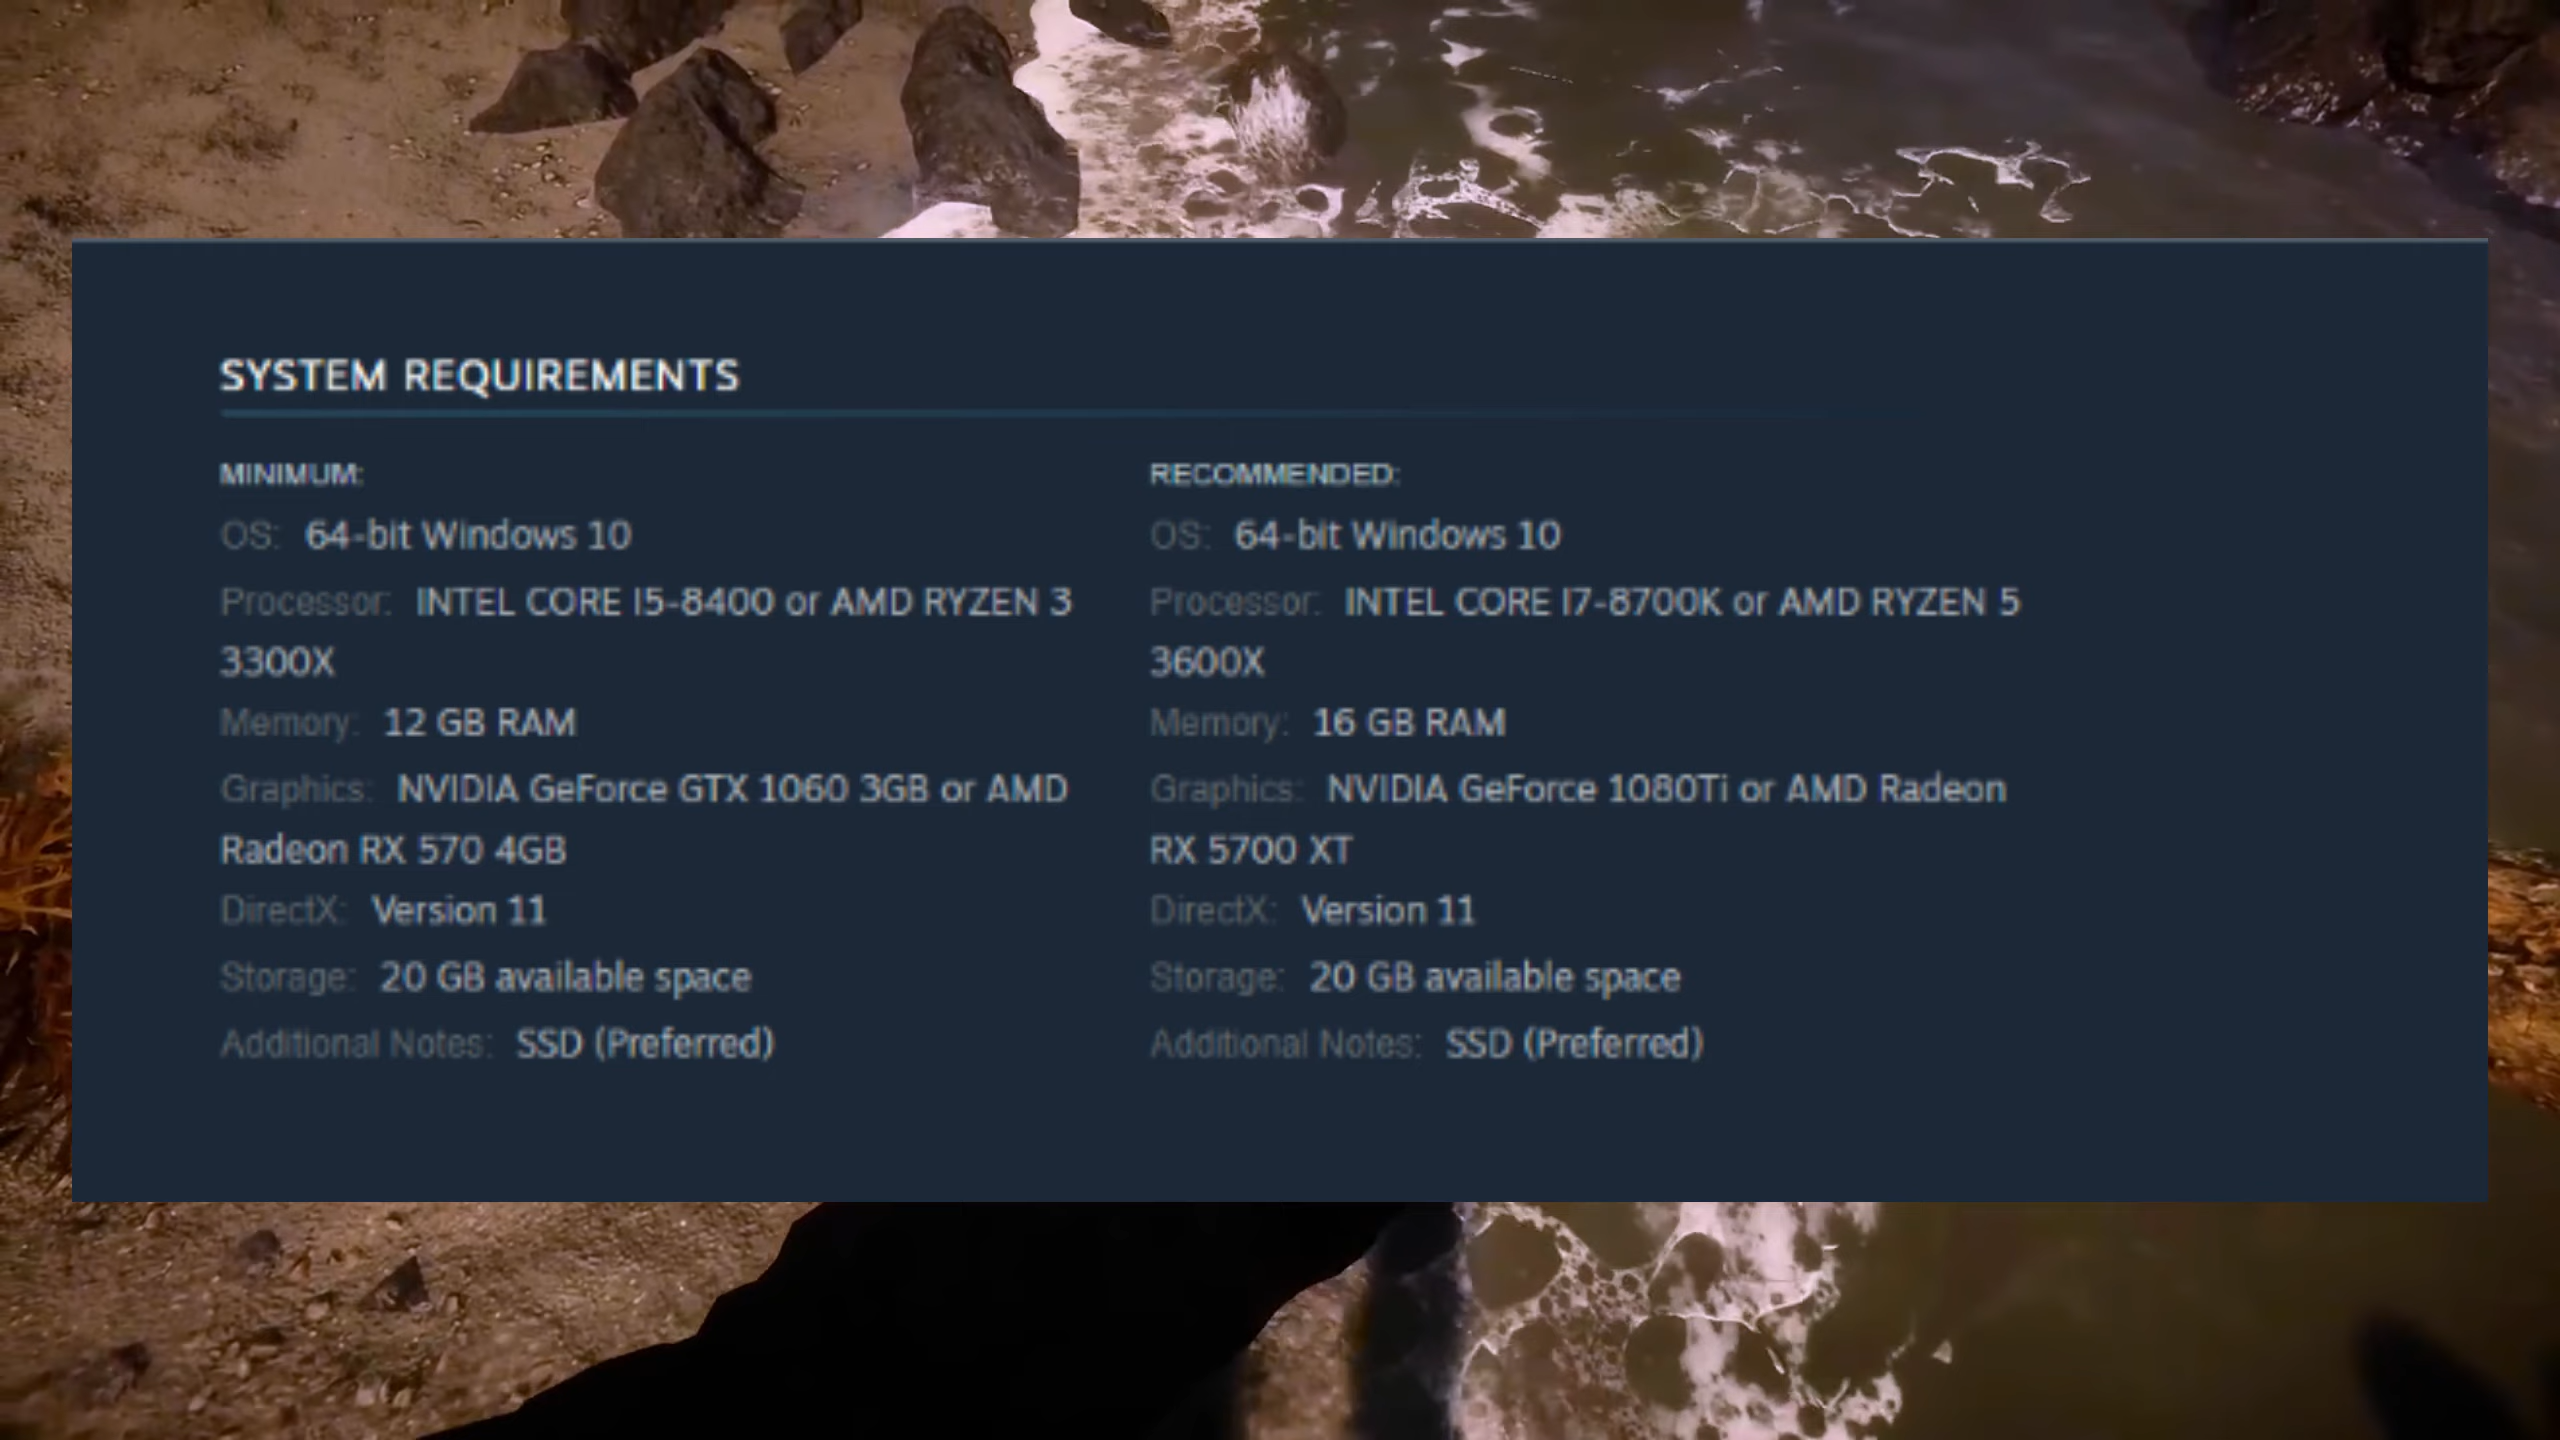 SYSTEM REQUIREMENTS
MINIMUM:
OS: 64-bit Windows 10
Processor: INTEL CORE I5-8400 or AMD RYZEN 3
3300X
Memory: 12 GB RAM
Graphics: NVIDIA GeForce GTX 1060 3GB or AMD
Radeon RX 570 4GB
DirectX: Version 11
Storage: 20 GB available space
Additional Notes: SSD (Preferred)
RECOMMENDED:
OS: 64-bit Windows 10
Processor: INTEL CORE I7-8700K or AMD RYZEN 5
3600X
Memory: 16 GB RAM
Graphics: NVIDIA GeForce 1080Ti or AMD Radeon
RX 5700 XT
DirectX: Version 11
Storage: 20 GB available space
Additional Notes: SSD (Preferred)